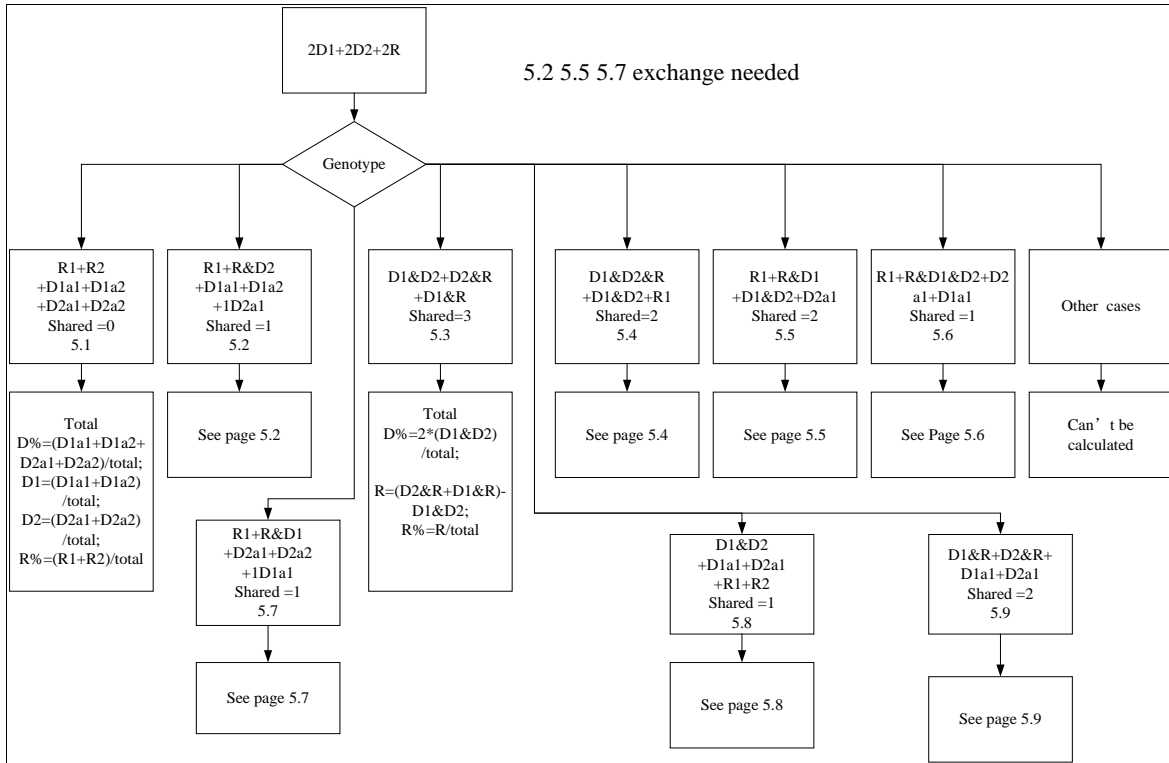 2D1+2D2+2R
5.2 5.5 5.7 exchange needed
Genotype
R1+R2
+D1a1+D1a2
+D2a1+D2a2
Shared =0
5.1
R1+R&D2
+D1a1+D1a2
+1D2a1
Shared =1
5.2
D1&D2+D2&R
+D1&R
Shared=3
5.3
D1&D2&R
+D1&D2+R1
Shared=2
5.4
R1+R&D1
+D1&D2+D2a1
Shared =2
5.5
R1+R&D1&D2+D2
a1+D1a1
Shared =1
5.6
Other cases
Total
D%=(D1a1+D1a2+
D2a1+D2a2)/total;
D1=(D1a1+D1a2)
/total;
D2=(D2a1+D2a2)
/total;
R%=(R1+R2)/total
See page 5.2
Total
D%=2*(D1&D2)
/total;
R=(D2&R+D1&R)-
D1&D2;
R%=R/total
See page 5.4
See page 5.5
See Page 5.6
Can’t be
calculated
R1+R&D1
+D2a1+D2a2
+1D1a1
Shared =1
5.7
D1&D2
+D1a1+D2a1
+R1+R2
Shared =1
5.8
D1&R+D2&R+
D1a1+D2a1
Shared =2
5.9
See page 5.7
See page 5.8
See page 5.9